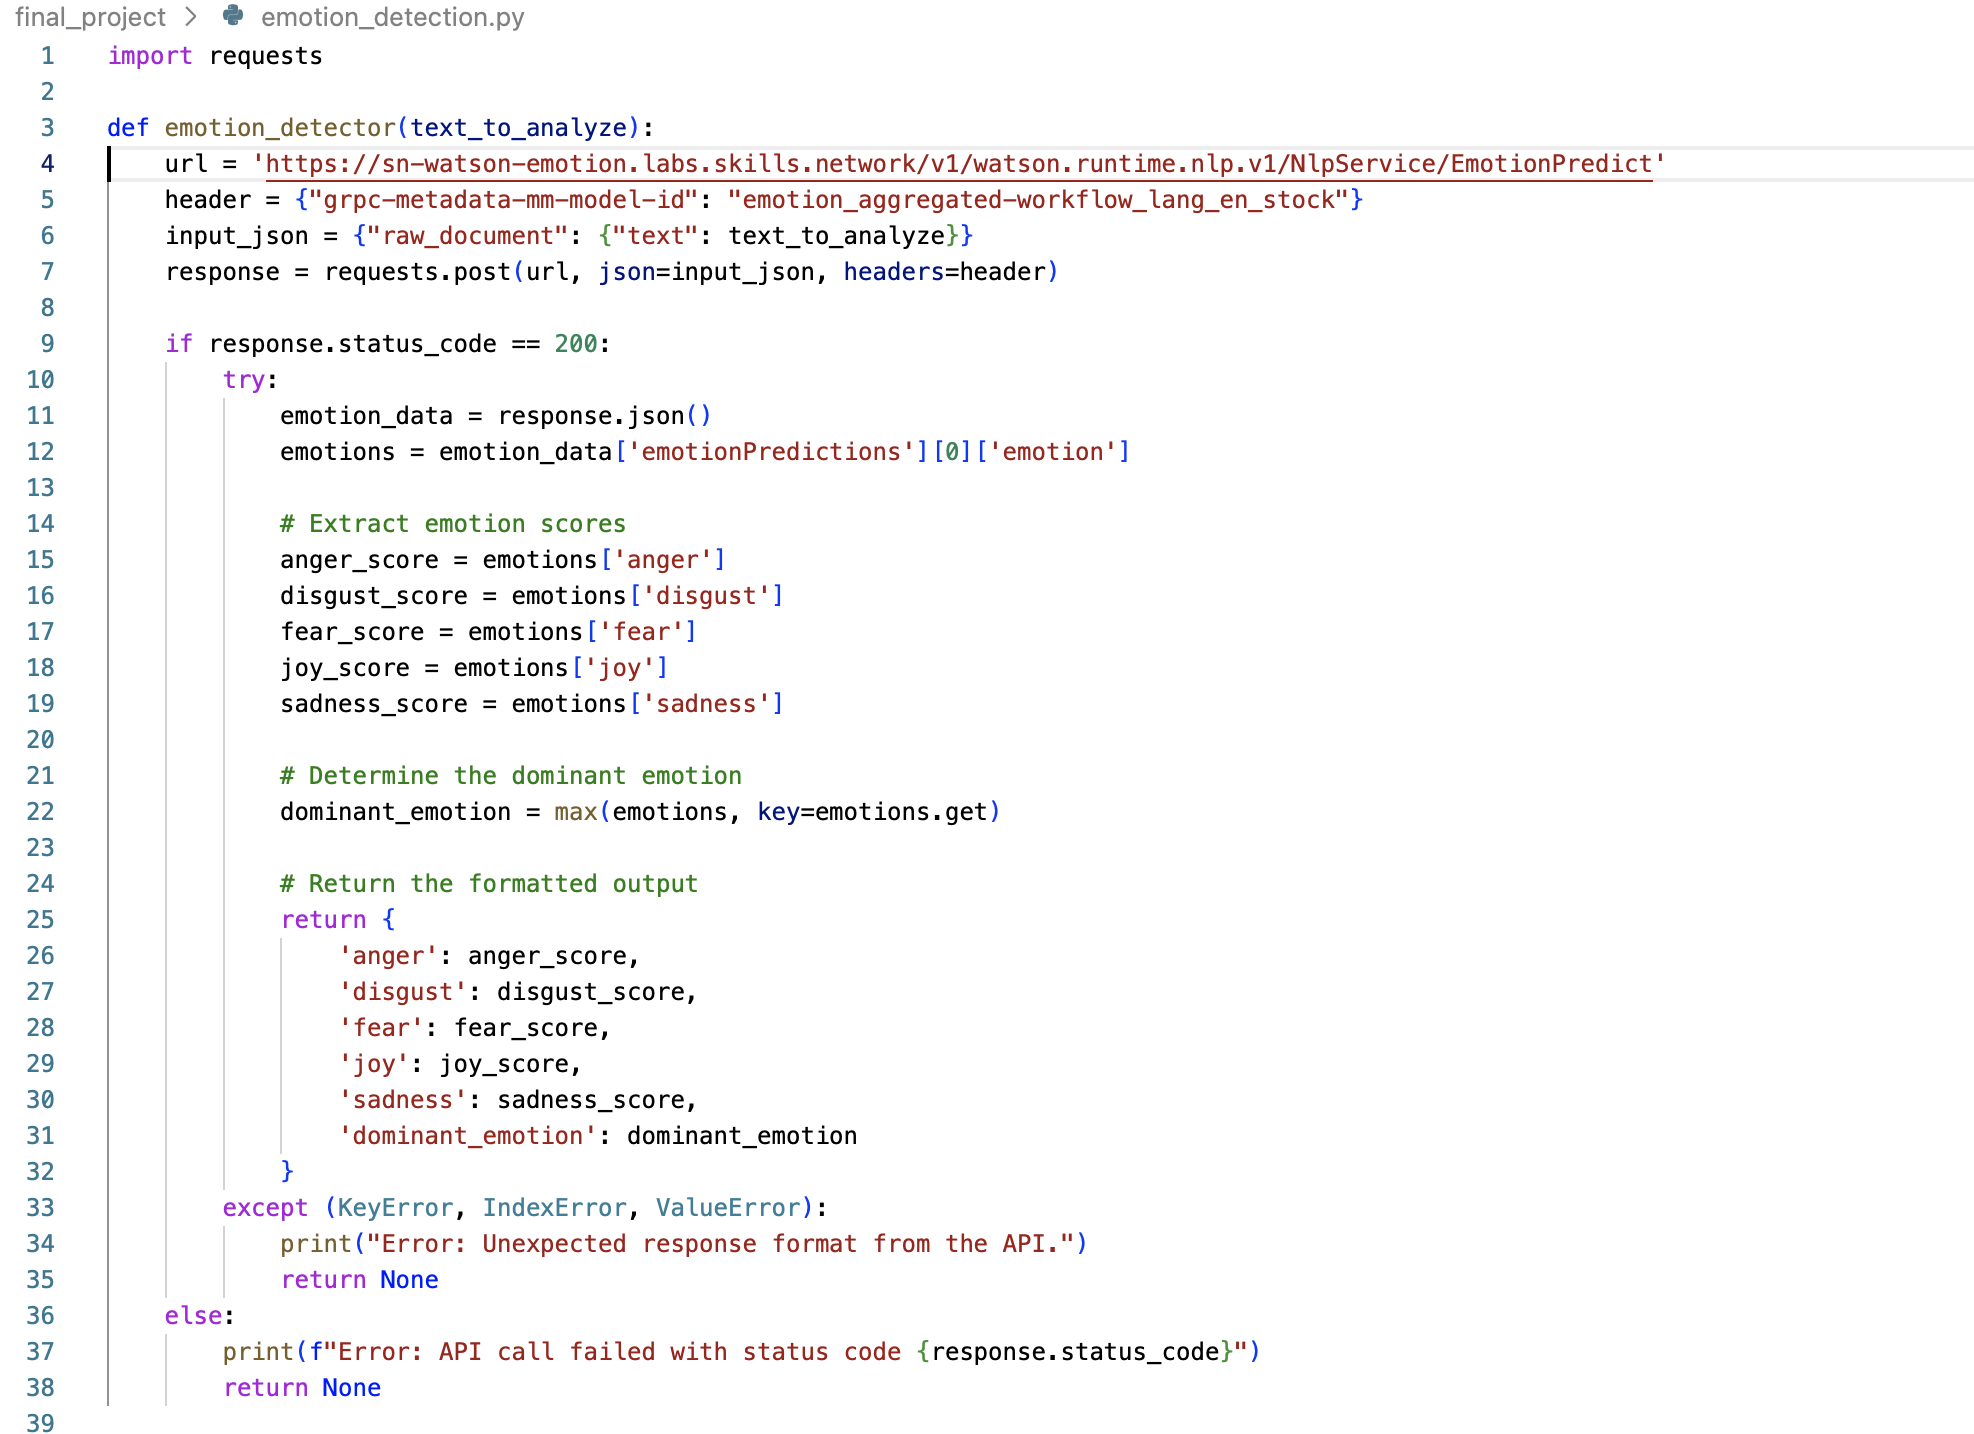 final_project > emotion_detection.py
1 import requests
2
3 def emotion_detector(text_to_analyze):
4     url = 'https://sn-watson-emotion.labs.skills.network/v1/watson.runtime.nlp.v1/NlpService/EmotionPredict'
5     header = {"grpc-metadata-mm-model-id": "emotion_aggregated-workflow_lang_en_stock"}
6     input_json = {"raw_document": {"text": text_to_analyze}}
7     response = requests.post(url, json=input_json, headers=header)
8
9     if response.status_code == 200:
10         try:
11             emotion_data = response.json()
12             emotions = emotion_data['emotionPredictions'][0]['emotion']
13
14             # Extract emotion scores
15             anger_score = emotions['anger']
16             disgust_score = emotions['disgust']
17             fear_score = emotions['fear']
18             joy_score = emotions['joy']
19             sadness_score = emotions['sadness']
20
21             # Determine the dominant emotion
22             dominant_emotion = max(emotions, key=emotions.get)
23
24             # Return the formatted output
25             return {
26                 'anger': anger_score,
27                 'disgust': disgust_score,
28                 'fear': fear_score,
29                 'joy': joy_score,
30                 'sadness': sadness_score,
31                 'dominant_emotion': dominant_emotion
32             }
33         except (KeyError, IndexError, ValueError):
34             print("Error: Unexpected response format from the API.")
35             return None
36     else:
37         print(f"Error: API call failed with status code {response.status_code}")
38         return None
39